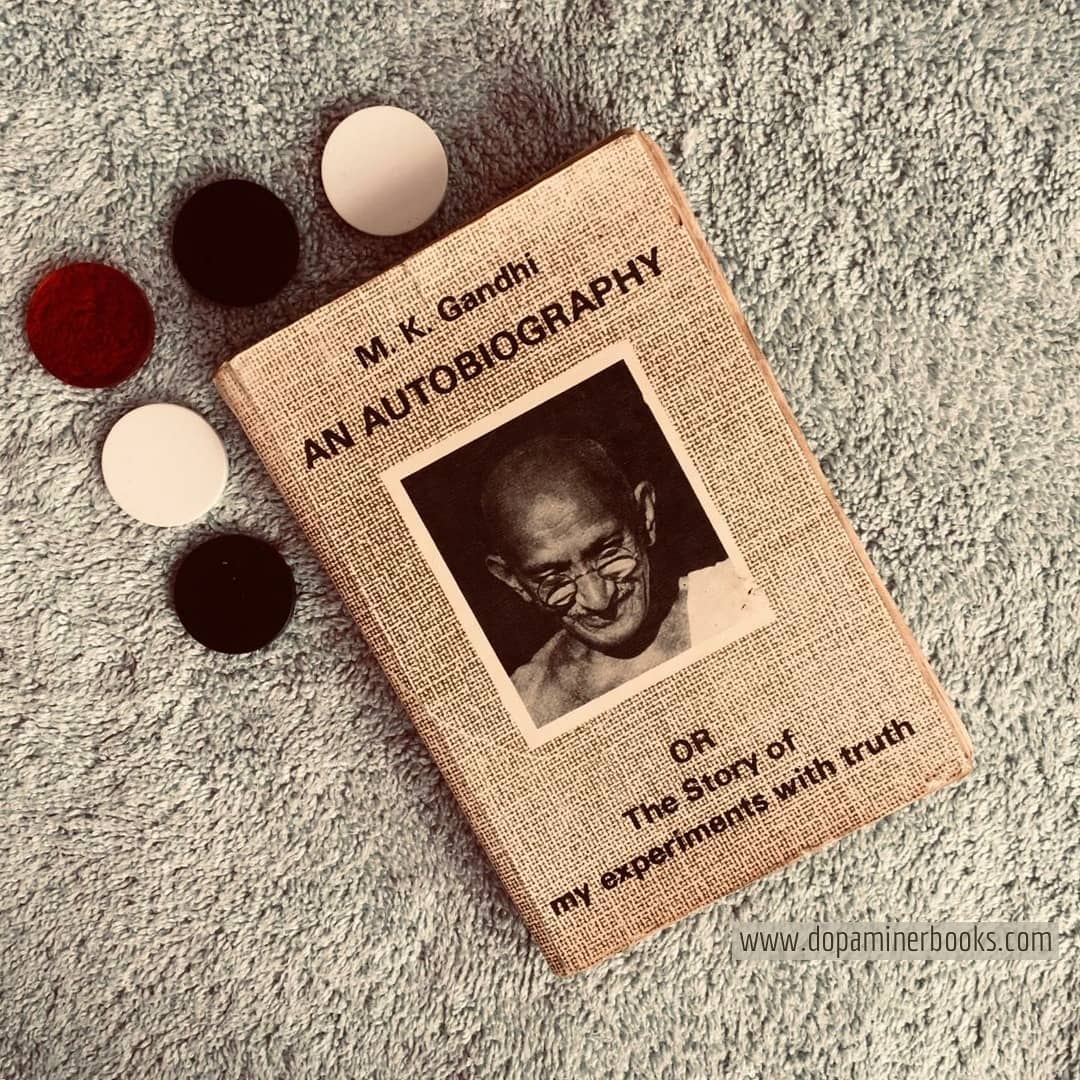 M. K. Gandhi
AN AUTOBIOGRAPHY
OR
The Story of
my experiments with truth
www.dopaminerbooks.com